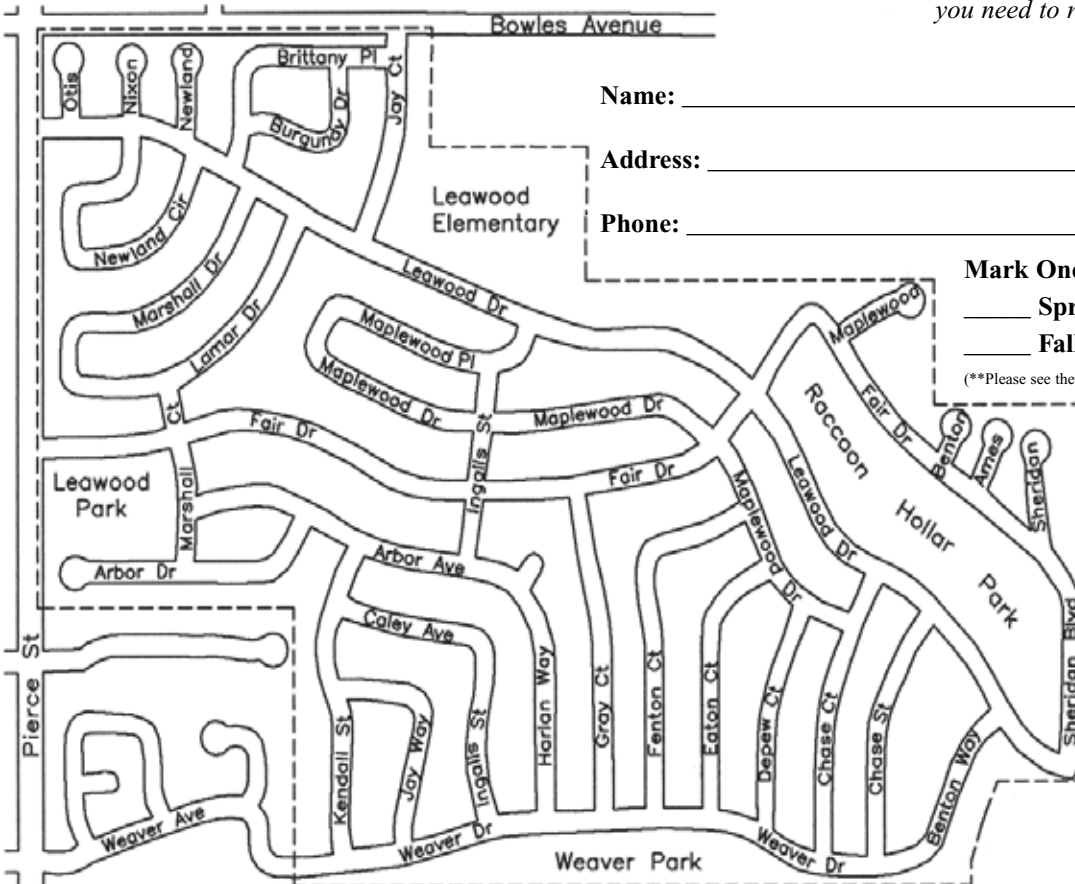 you need to r
Bowles Avenue
Brittany Pl
Otis
Nixon
Newland
Jay Ct
Burgundy Dr
Name:
Address:
Phone:
Leawood
Elementary
Newland Cir
Marshall Dr
Lamar Dr
Leawood Dr
Mark One
Spr
Fall
(**Please see the
Maplewood
Maplewood Pl
Maplewood Dr
Maplewood Dr
Ct
Fair Dr
Ingalls St
Fair Dr
Raccoon
Hollar
Park
Fair Dr
Benton
Ames
Sheridan
Leawood
Park
Marshall
Leawood Dr
Maplewood Dr
Arbor Dr
Arbor Ave
Caley Ave
Pierce St
Sheridan Blvd
Kendall St
Jay Way
Ingalls St
Harlan Way
Gray Ct
Fenton Ct
Eaton Ct
Depew Ct
Chase Ct
Chase St
Benton Way
Weaver Ave
Weaver Dr
Weaver Park
Weaver Dr